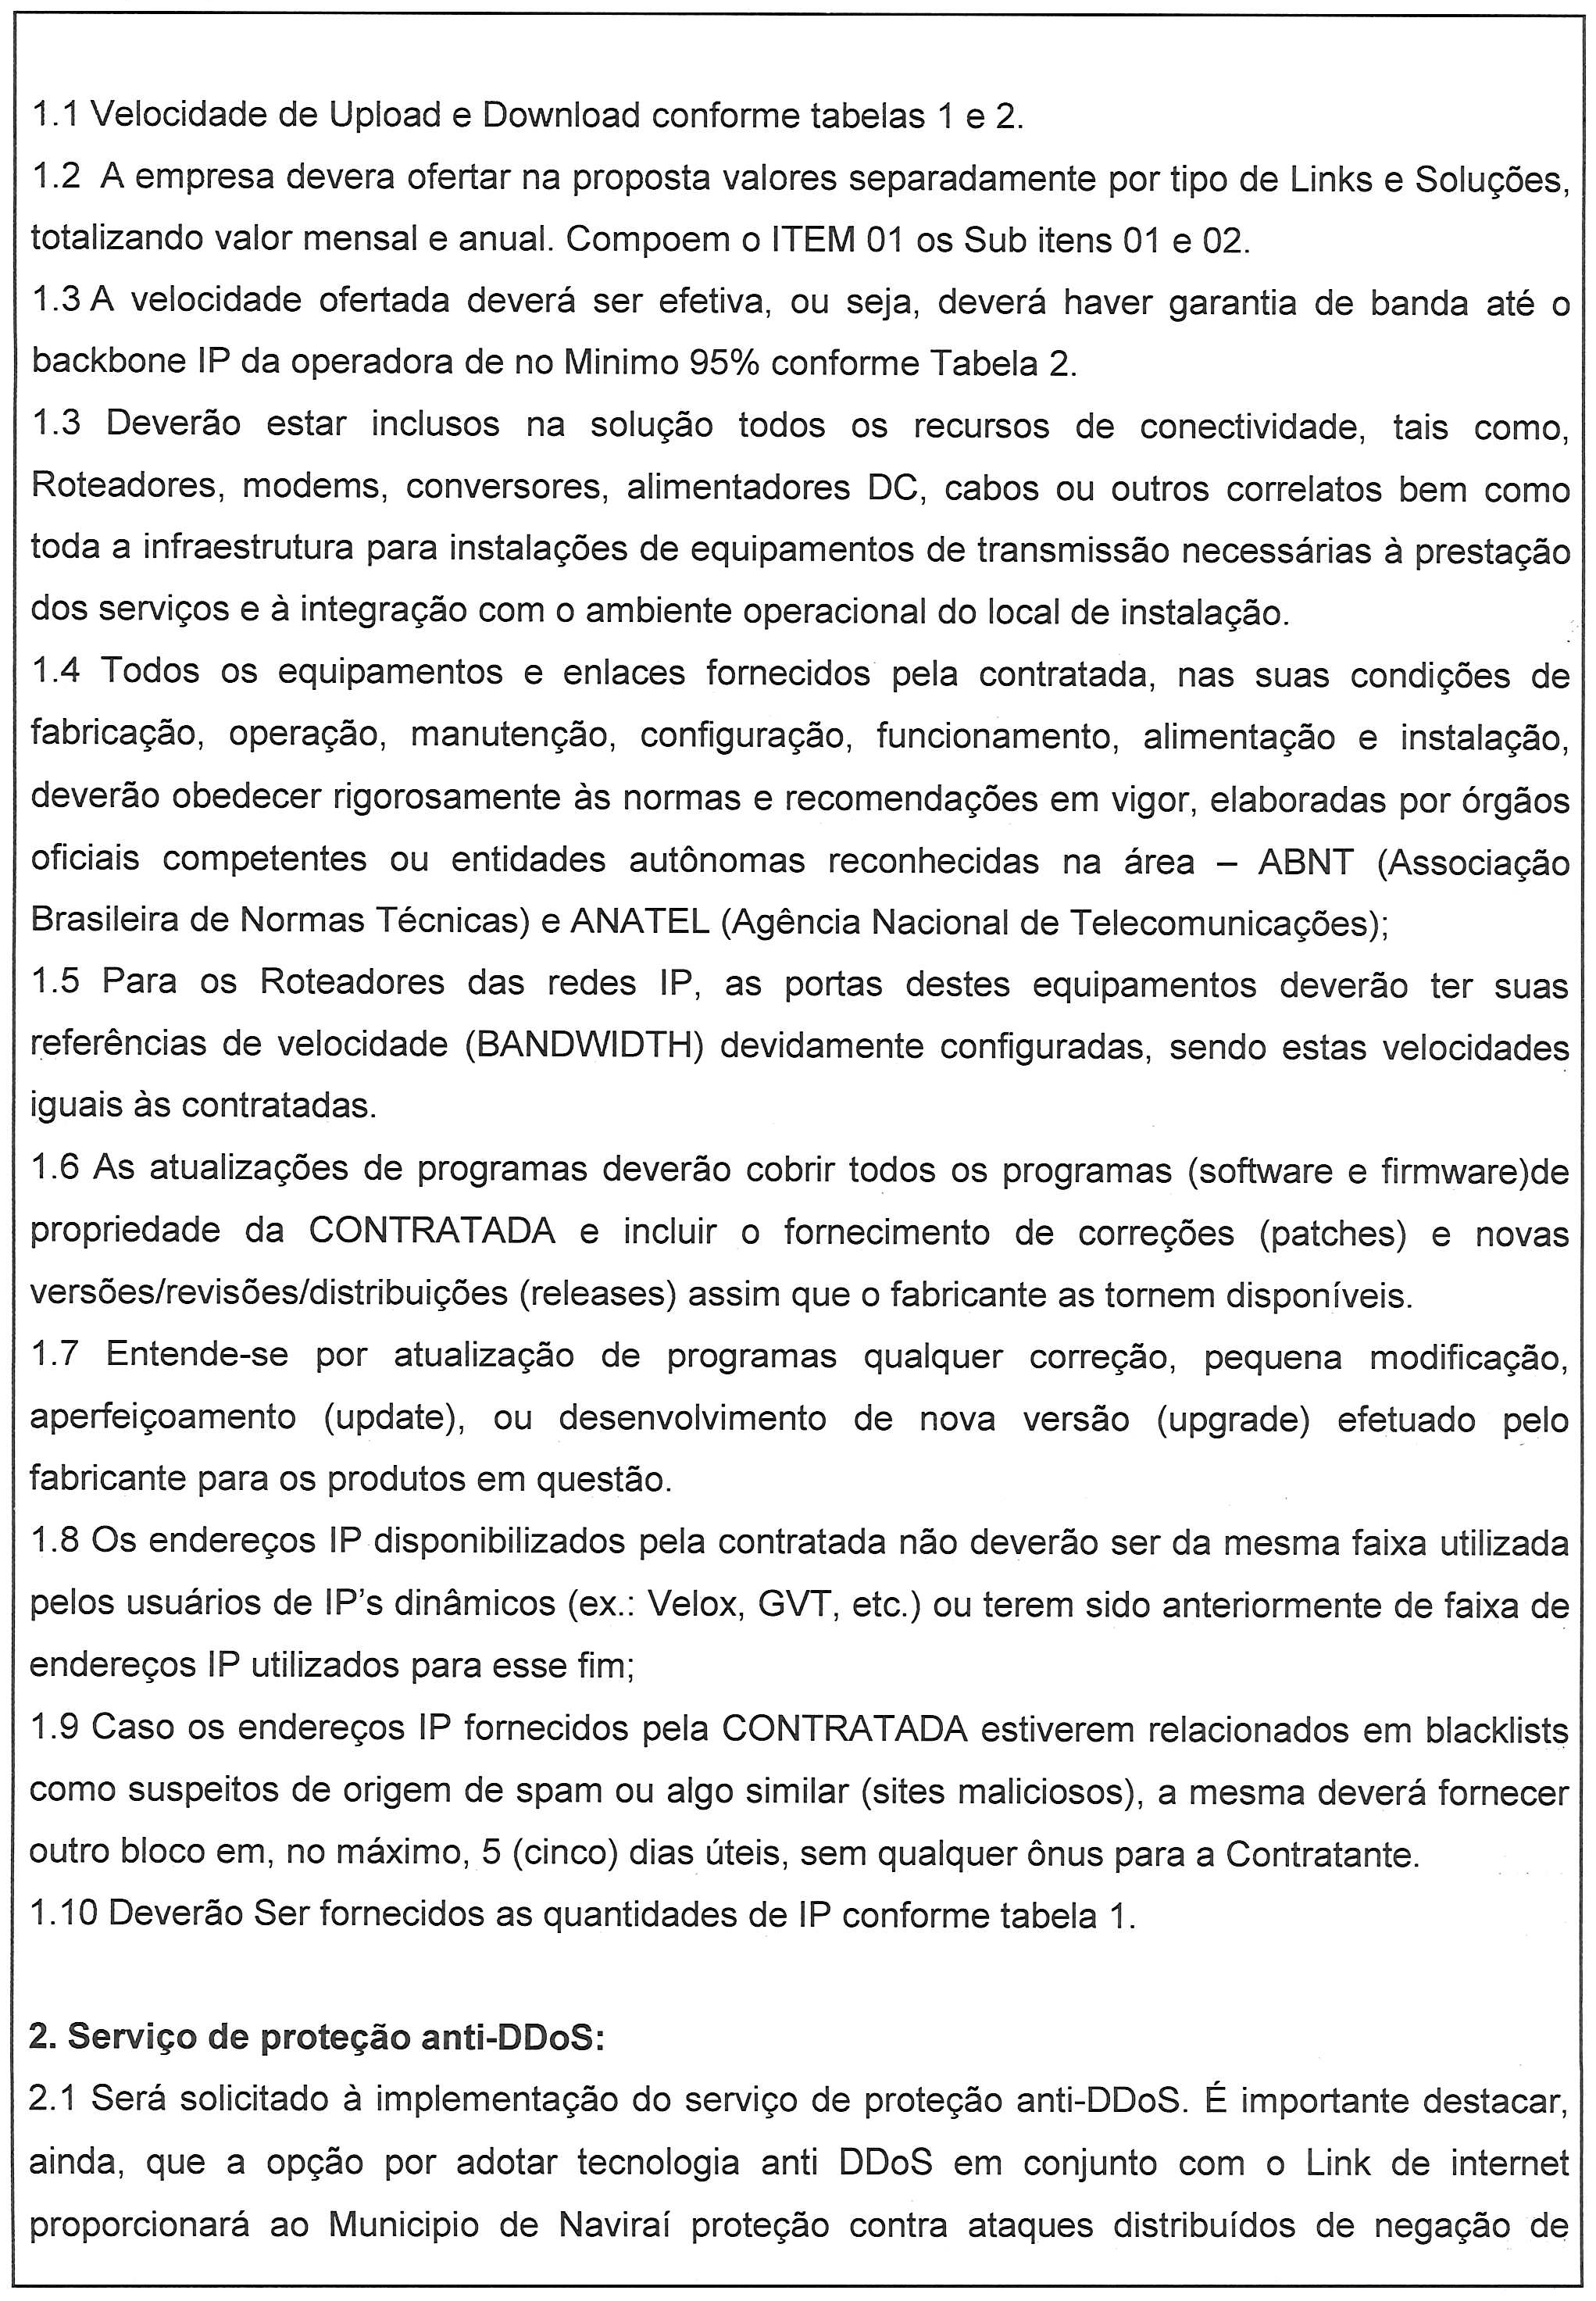 1.1 Velocidade de Upload e Download conforme tabelas 1 e 2.
1.2 A empresa devera ofertar na proposta valores separadamente por tipo de Links e Soluções,
totalizando valor mensal e anual. Compoem o ITEM 01 os Sub itens 01 e 02.
1.3 A velocidade ofertada deverá ser efetiva, ou seja, deverá haver garantia de banda até o
backbone IP da operadora de no Minimo 95% conforme Tabela 2.
1.3 Deverão estar inclusos na solução todos os recursos de conectividade, tais como,
Roteadores, modems, conversores, alimentadores DC, cabos ou outros correlatos bem como
toda a infraestrutura para instalações de equipamentos de transmissão necessárias à prestação
dos serviços e à integração com o ambiente operacional do local de instalação.
1.4 Todos os equipamentos e enlaces fornecidos pela contratada, nas suas condições de
fabricação, operação, manutenção, configuração, funcionamento, alimentação e instalação,
deverão obedecer rigorosamente às normas e recomendações em vigor, elaboradas por órgãos
oficiais competentes ou entidades autônomas reconhecidas na área – ABNT (Associação
Brasileira de Normas Técnicas) e ANATEL (Agência Nacional de Telecomunicações);
1.5 Para os Roteadores das redes IP, as portas destes equipamentos deverão ter suas
referências de velocidade (BANDWIDTH) devidamente configuradas, sendo estas velocidades
iguais às contratadas.
1.6 As atualizações de programas deverão cobrir todos os programas (software e firmware)de
propriedade da CONTRATADA e incluir o fornecimento de correções (patches) e novas
versões/revisões/distribuições (releases) assim que o fabricante as tornem disponíveis.
1.7 Entende-se por atualização de programas qualquer correção, pequena modificação,
aperfeiçoamento (update), ou desenvolvimento de nova versão (upgrade) efetuado pelo
fabricante para os produtos em questão.
1.8 Os endereços IP disponibilizados pela contratada não deverão ser da mesma faixa utilizada
pelos usuários de IP's dinâmicos (ex.: Velox, GVT, etc.) ou terem sido anteriormente de faixa de
endereços IP utilizados para esse fim;
1.9 Caso os endereços IP fornecidos pela CONTRATADA estiverem relacionados em blacklists
como suspeitos de origem de spam ou algo similar (sites maliciosos), a mesma deverá fornecer
outro bloco em, no máximo, 5 (cinco) dias úteis, sem qualquer ônus para a Contratante.
1.10 Deverão Ser fornecidos as quantidades de IP conforme tabela 1.
2. Serviço de proteção anti-DDoS:
2.1 Será solicitado à implementação do serviço de proteção anti-DDoS. É importante destacar,
ainda, que a opção por adotar tecnologia anti DDoS em conjunto com o Link de internet
proporcionará ao Municipio de Naviraí proteção contra ataques distribuídos de negação de